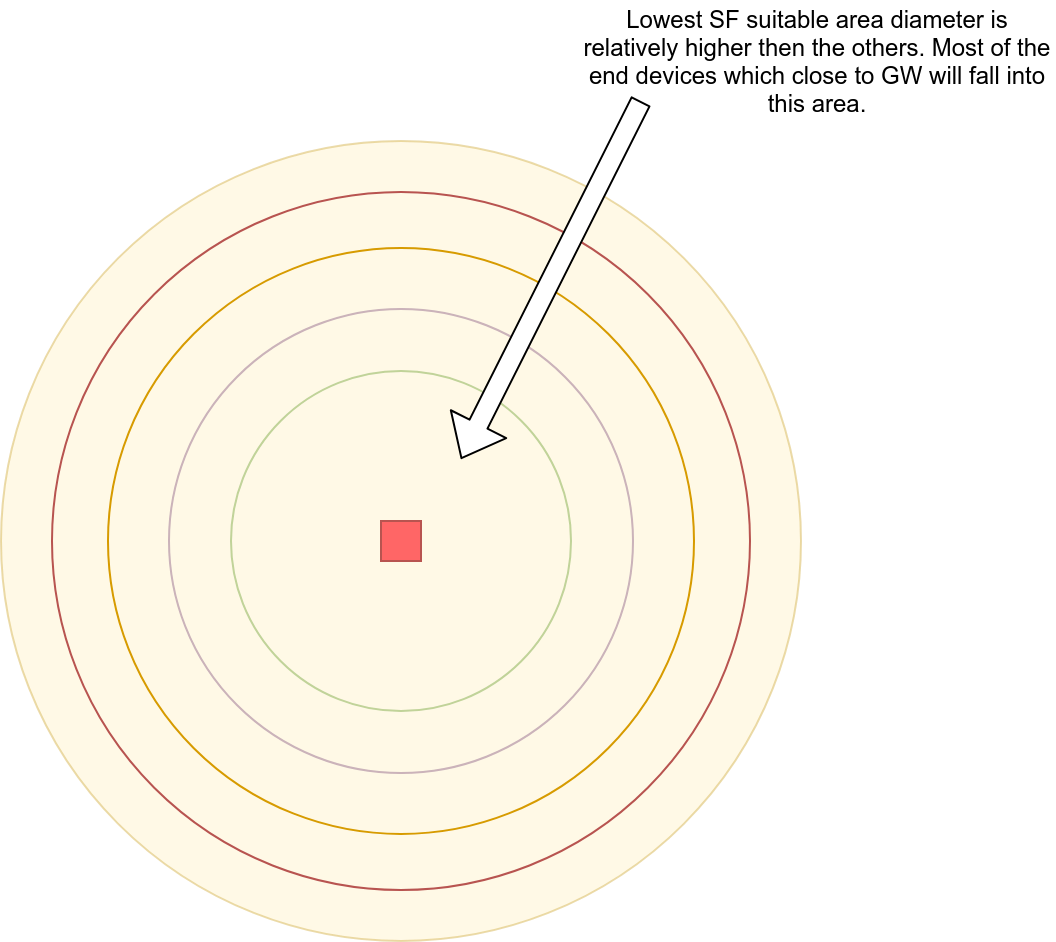 Lowest SF suitable area diameter is
relatively higher then the others. Most of the
end devices which close to GW will fall into
this area.